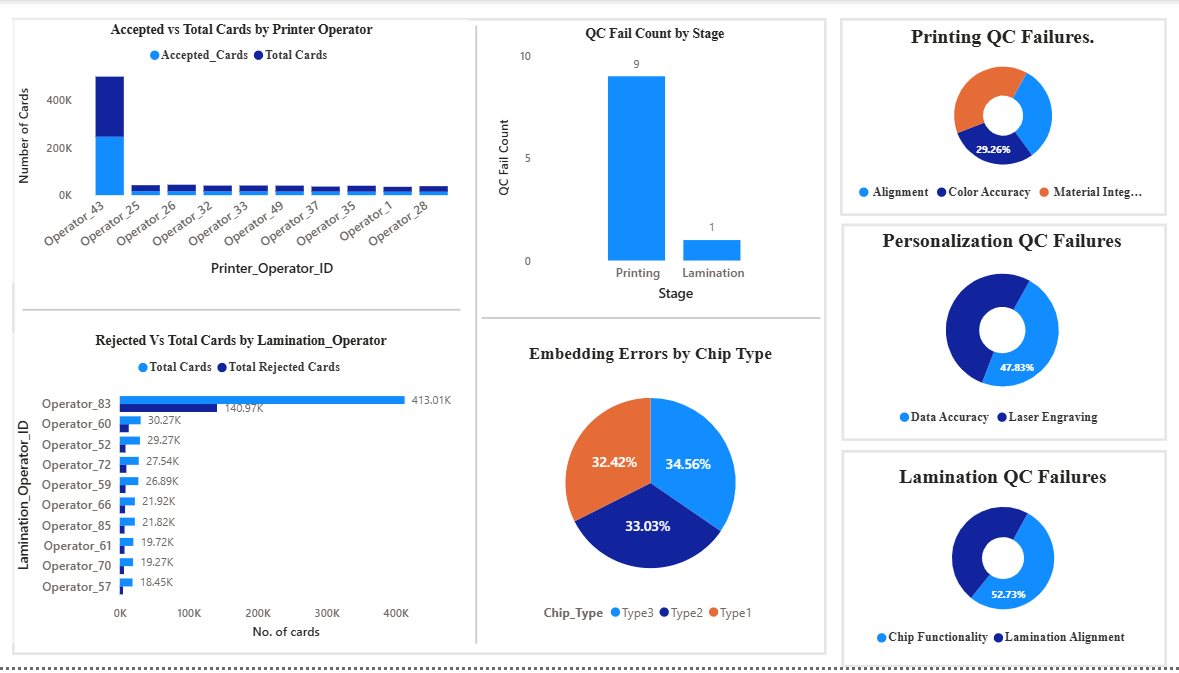 Accepted vs Total Cards by Printer Operator
Accepted_Cards Total Cards
Number of Cards
400K
200K
0K
Operator_43
Operator_25
Operator_26
Operator_32
Operator_33
Operator_49
Operator_37
Operator_35
Operator_1
Operator_28
Printer_Operator_ID
Rejected Vs Total Cards by Lamination_Operator
Total Cards Total Rejected Cards
Lamination_Operator_ID
Operator_83 413.01K
140.97K
Operator_60 30.27K
Operator_52 29.27K
Operator_72 27.54K
Operator_59 26.89K
Operator_66 21.92K
Operator_85 21.82K
Operator_61 19.72K
Operator_70 19.27K
Operator_57 18.45K
0K 100K 200K 300K 400K
No. of cards
QC Fail Count by Stage
QC Fail Count
10
5
0
9
1
Printing Lamination
Stage
Embedding Errors by Chip Type
32.42% 34.56%
33.03%
Chip_Type Type3 Type2 Type1
Printing QC Failures.
29.26%
Alignment Color Accuracy Material Integ...
Personalization QC Failures
47.83%
Data Accuracy Laser Engraving
Lamination QC Failures
52.73%
Chip Functionality Lamination Alignment